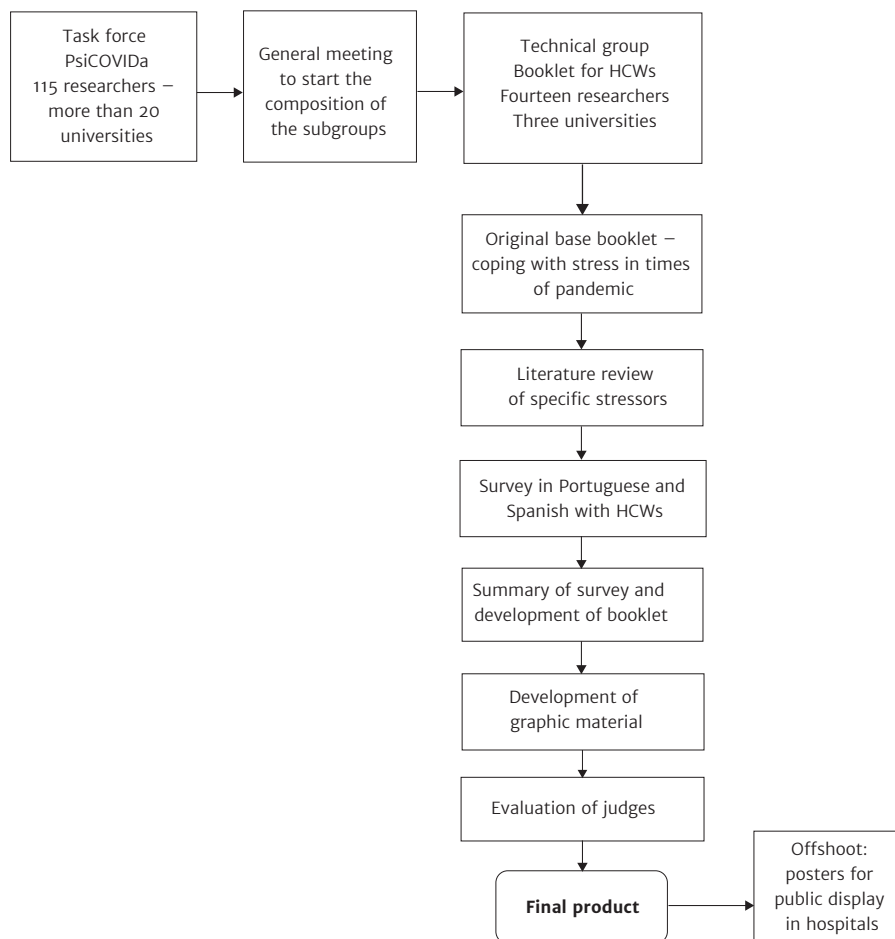 Task force
PsiCOVIDa
115 researchers –
more than 20
universities
General meeting
to start the
composition of
the subgroups
Technical group
Booklet for HCWs
Fourteen researchers
Three universities
Original base booklet –
coping with stress in times
of pandemic
Literature review
of specific stressors
Survey in Portuguese and
Spanish with HCWs
Summary of survey and
development of booklet
Development of
graphic material
Evaluation of judges
Final product
Offshoot:
posters for
public display
in hospitals